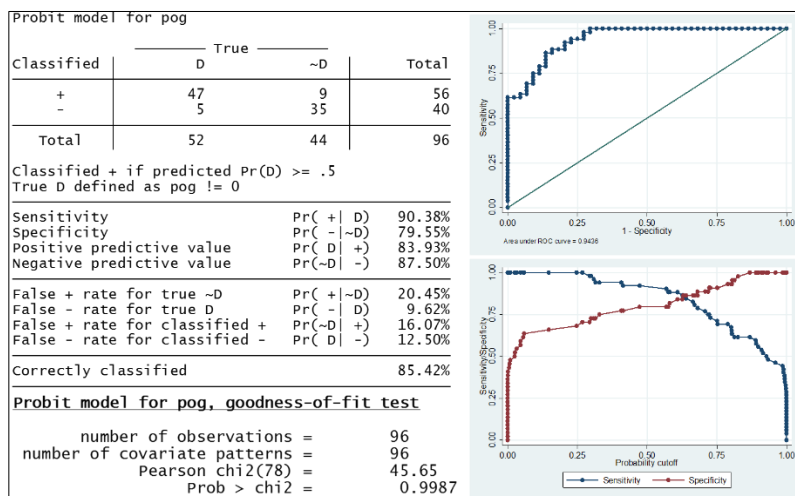 Probit model for pog
True
Classified D ~D Total
+ 47 9 56
- 5 35 40
Total 52 44 96
Classified + if predicted Pr(D) >= .5
True D defined as pog != 0
Sensitivity Pr( +| D) 90.38%
Specificity Pr( -|~D) 79.55%
Positive predictive value Pr( D| +) 83.93%
Negative predictive value Pr(~D| -) 87.50%
False + rate for true ~D Pr( +|~D) 20.45%
False - rate for true D Pr( -| D) 9.62%
False + rate for classified + Pr(~D| +) 16.07%
False - rate for classified - Pr( D| -) 12.50%
Correctly classified 85.42%
Probit model for pog, goodness-of-fit test
number of observations = 96
number of covariate patterns = 96
Pearson chi2(78) = 45.65
Prob > chi2 = 0.9987
Sensitivity
1.00
0.75
0.50
0.25
0.00
0.00 0.25 0.50 0.75 1.00
1 - Specificity
Area under ROC curve = 0.9436
Sensitivity/Specificity
1.00
0.75
0.50
0.25
0.00
0.00 0.25 0.50 0.75 1.00
Probability cutoff
Sensitivity Specificity